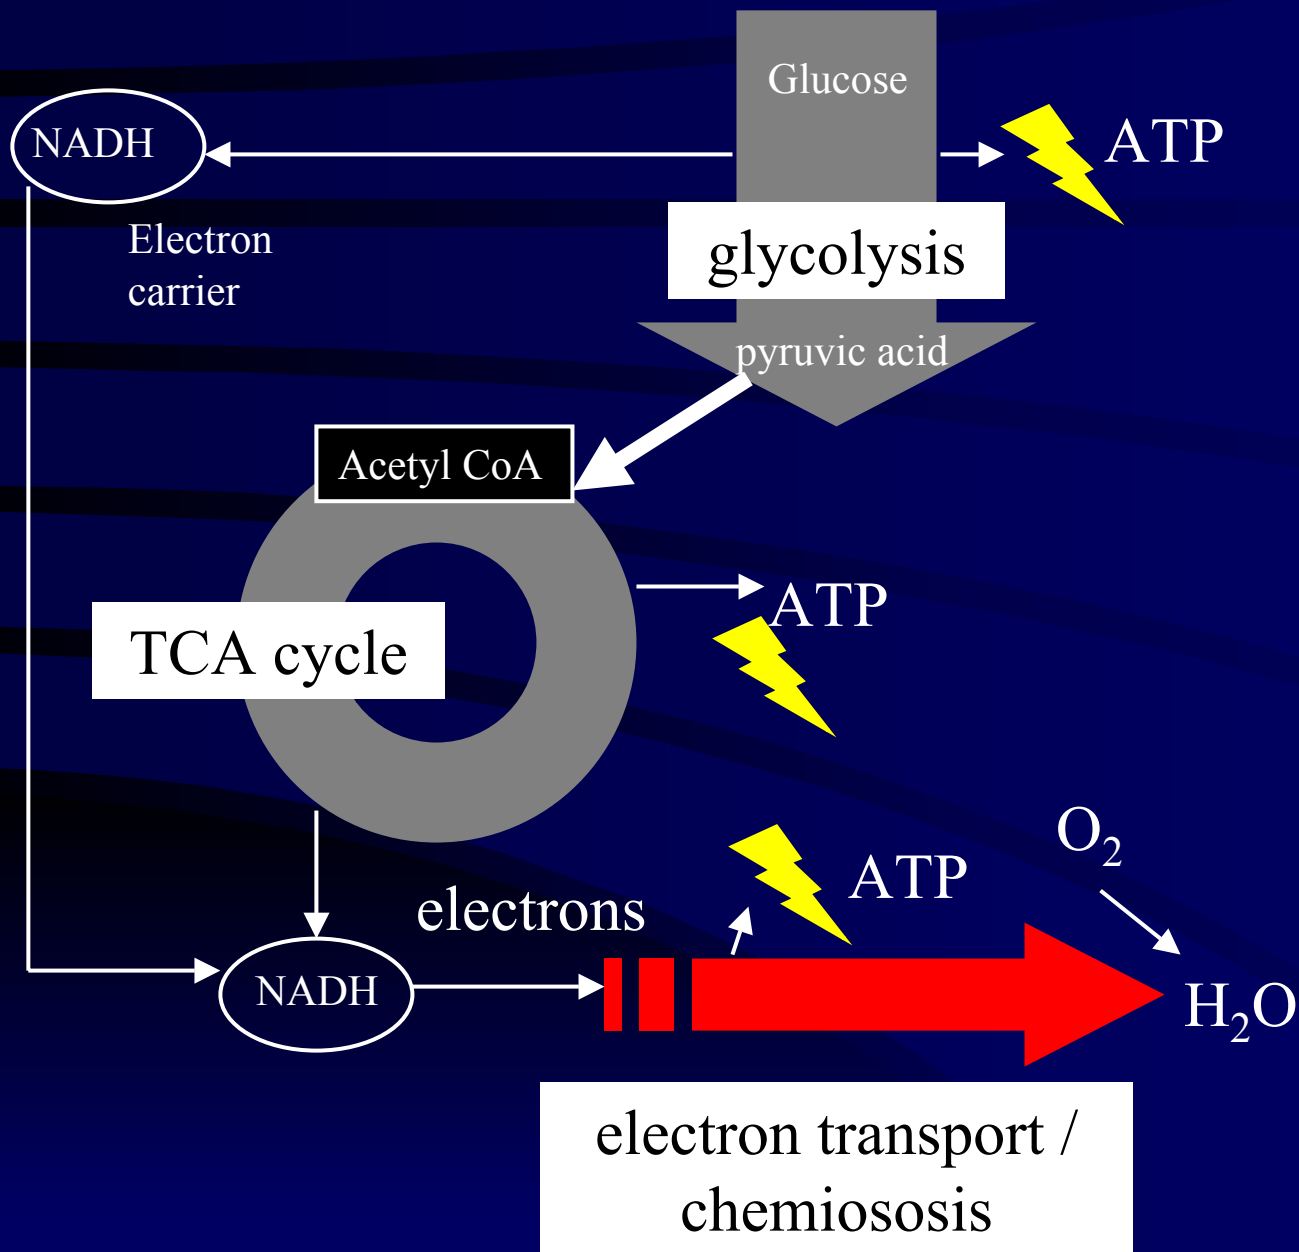 Glucose
NADH
ATP
Electron
carrier
glycolysis
pyruvic acid
Acetyl CoA
ATP
TCA cycle
O₂
ATP
electrons
NADH
H₂O
electron transport /
chemiososis